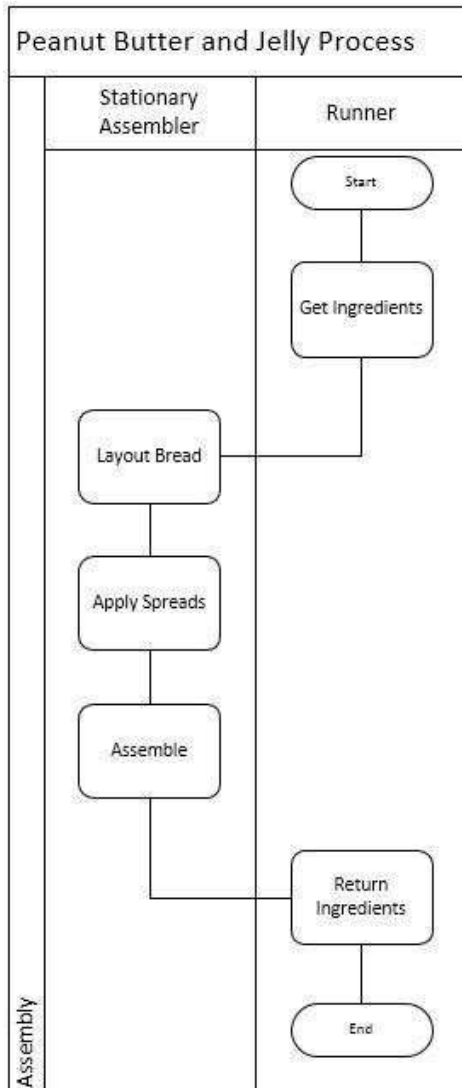 Peanut Butter and Jelly Process
Stationary
Assembler
Runner
Start
Get Ingredients
Layout Bread
Apply Spreads
Assemble
Return
Ingredients
End
Assembly